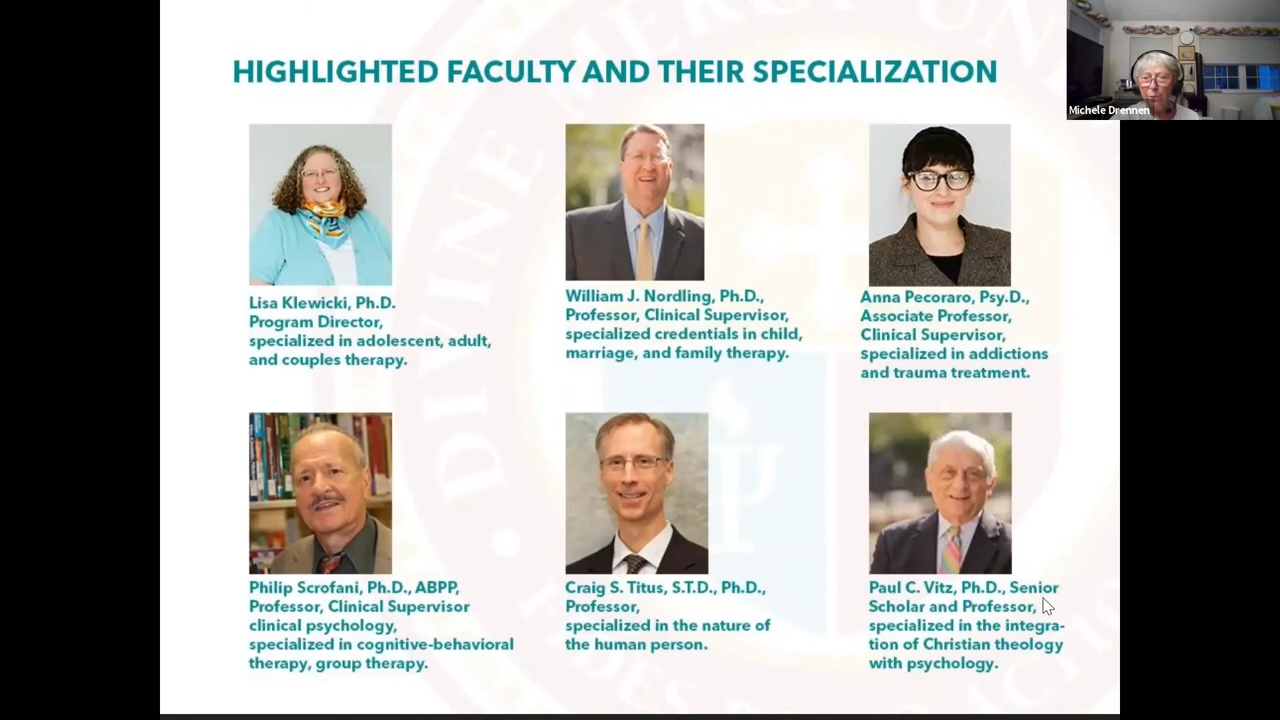 HIGHLIGHTED FACULTY AND THEIR SPECIALIZATION
Michele Drennen
Lisa Klewicki, Ph.D.
Program Director,
specialized in adolescent, adult,
and couples therapy.
William J. Nordling, Ph.D.,
Professor, Clinical Supervisor,
specialized credentials in child,
marriage, and family therapy.
Anna Pecoraro, Psy.D.,
Associate Professor,
Clinical Supervisor,
specialized in addictions
and trauma treatment.
Philip Scrofani, Ph.D., ABPP,
Professor, Clinical Supervisor
clinical psychology,
specialized in cognitive-behavioral
therapy, group therapy.
Craig S. Titus, S.T.D., Ph.D.,
Professor,
specialized in the nature of
the human person.
Paul C. Vitz, Ph.D., Senior
Scholar and Professor,
specialized in the integra-
tion of Christian theology
with psychology.
DIVINE MERCY UN